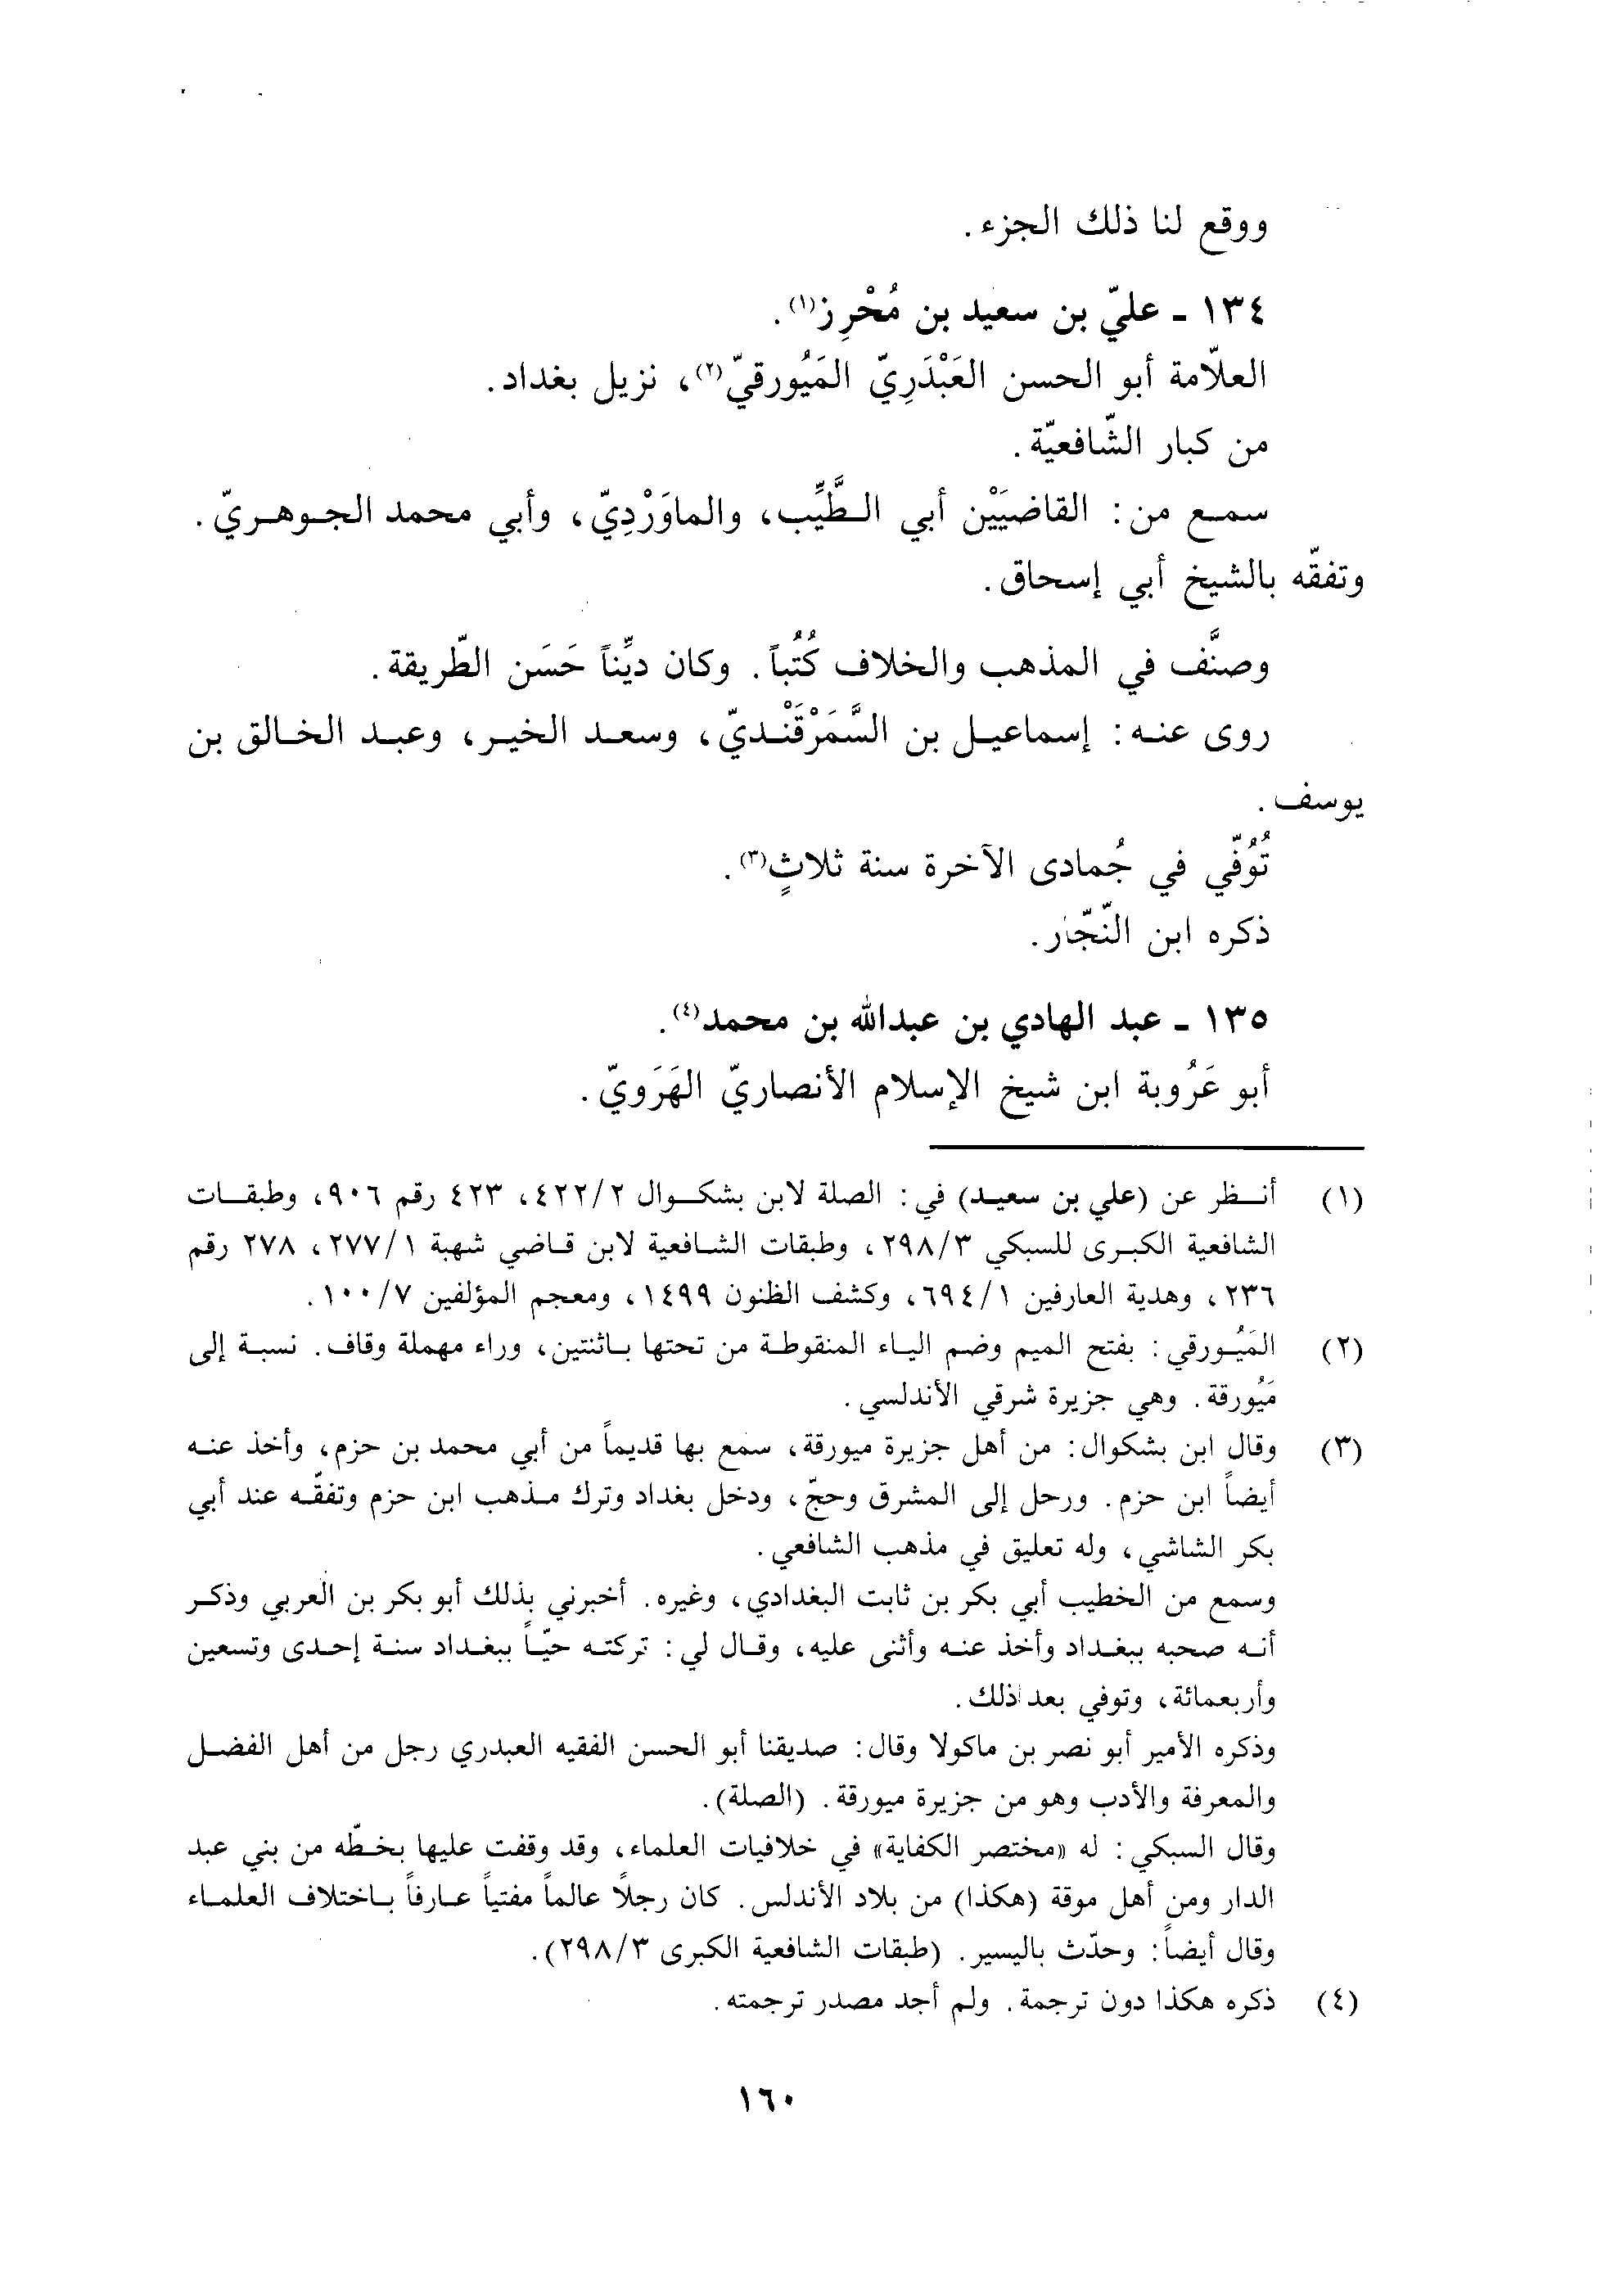 ووقع لنا ذلك الجزء.
١٣٤ - عليّ بن سعيد بن مُحْرِز(١).
العلّامة أبو الحسن العَبْدَرِيّ المَيُورقيّ(٢)، نزيل بغداد.
من كبار الشّافعيّة.
سمع من: القاضيَيْن أبي الطَّيِّب، والماوَرْدِيّ، وأبي محمد الجوهريّ.
وتفقّه بالشيخ أبي إسحاق.
وصنَّف في المذهب والخلاف كُتُباً. وكان ديِّناً حَسَن الطّريقة.
روى عنه: إسماعيل بن السَّمَرْقَنْديّ، وسعد الخير، وعبد الخالق بن
يوسف.
تُوُفّي في جُمادى الآخرة سنة ثلاثٍ(٣).
ذكره ابن النّجّار.
١٣٥ - عبد الهادي بن عبدالله بن محمد(٤).
أبو عَرُوبة ابن شيخ الإسلام الأنصاريّ الهَرَويّ.
(١) أنظر عن (علي بن سعيد) في: الصلة لابن بشكوال ٤٢٢/٢، ٤٢٣ رقم ٩٠٦، وطبقات
الشافعية الكبرى للسبكي ٢٩٨/٣، وطبقات الشافعية لابن قاضي شهبة ٢٧٧/١، ٢٧٨ رقم
٢٣٦، وهدية العارفين ٦٩٤/١، وكشف الظنون ١٤٩٩، ومعجم المؤلفين ١٠٠/٧.
(٢) المَيُورقي: بفتح الميم وضم الياء المنقوطة من تحتها باثنتين، وراء مهملة وقاف. نسبة إلى
مَيُورقة. وهي جزيرة شرقي الأندلسي.
(٣) وقال ابن بشكوال: من أهل جزيرة ميورقة، سمع بها قديماً من أبي محمد بن حزم، وأخذ عنه
أيضاً ابن حزم. ورحل إلى المشرق وحجّ، ودخل بغداد وترك مذهب ابن حزم وتفقّه عند أبي
بكر الشاشي، وله تعليق في مذهب الشافعي.
وسمع من الخطيب أبي بكر بن ثابت البغدادي، وغيره. أخبرني بذلك أبو بكر بن العربي وذكر
أنه صحبه ببغداد وأخذ عنه وأثنى عليه، وقال لي: تركته حيّاً ببغداد سنة إحدى وتسعين
وأربعمائة، وتوفي بعد ذلك.
وذكره الأمير أبو نصر بن ماكولا وقال: صديقنا أبو الحسن الفقيه العبدري رجل من أهل الفضل
والمعرفة والأدب وهو من جزيرة ميورقة. (الصلة).
وقال السبكي: له «مختصر الكفاية» في خلافيات العلماء، وقد وقفت عليها بخطّه من بني عبد
الدار ومن أهل موقة (هكذا) من بلاد الأندلس. كان رجلاً عالماً مفتياً عارفاً باختلاف العلماء
وقال أيضاً: وحدّث باليسير. (طبقات الشافعية الكبرى ٢٩٨/٣).
(٤) ذكره هكذا دون ترجمة. ولم أجد مصدر ترجمته.
١٦٠